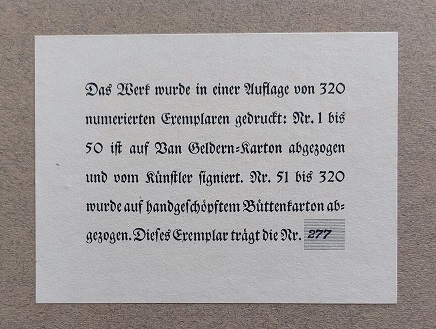 Das Werk wurde in einer Auflage von 320
numerierten Exemplaren gedruckt: Nr. 1 bis
50 ist auf Van Geldern-Karton abgezogen
und vom Künstler signiert. Nr. 51 bis 320
wurde auf handgeschöpftem Büttenkarton ab-
gezogen. Dieses Exemplar trägt die Nr. 277